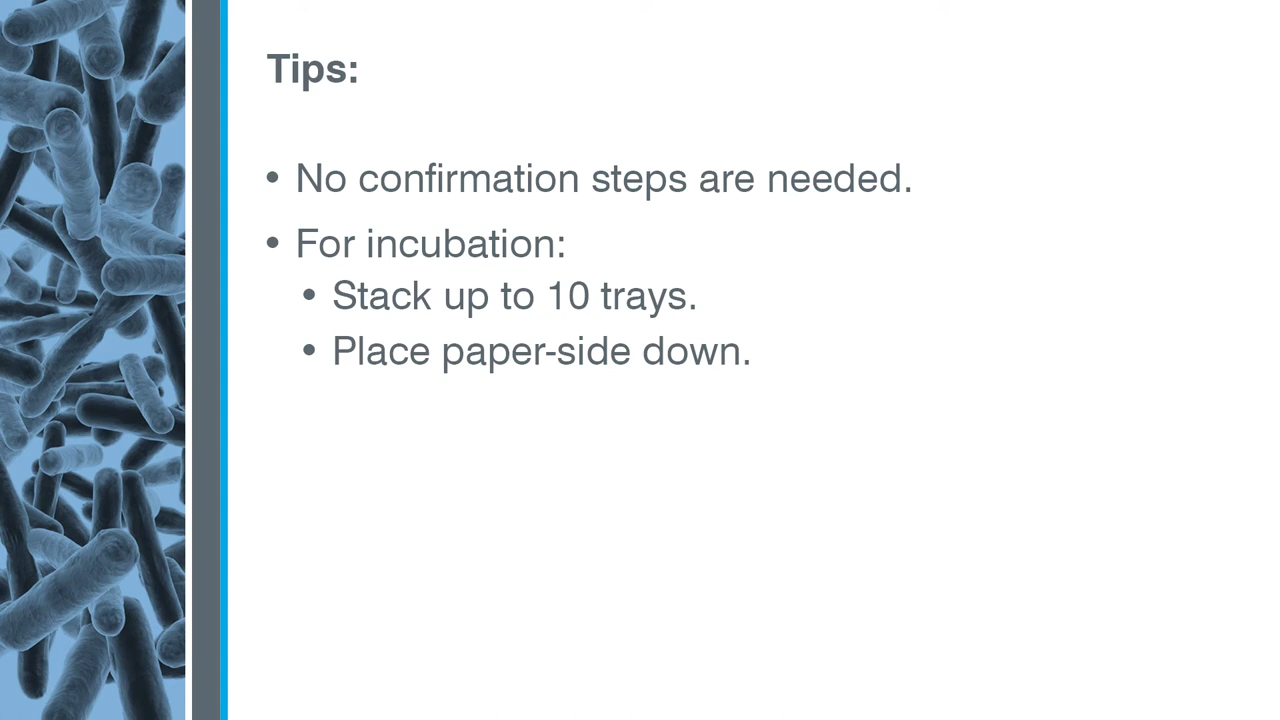 Tips:
• No confirmation steps are needed.
• For incubation:
• Stack up to 10 trays.
• Place paper-side down.